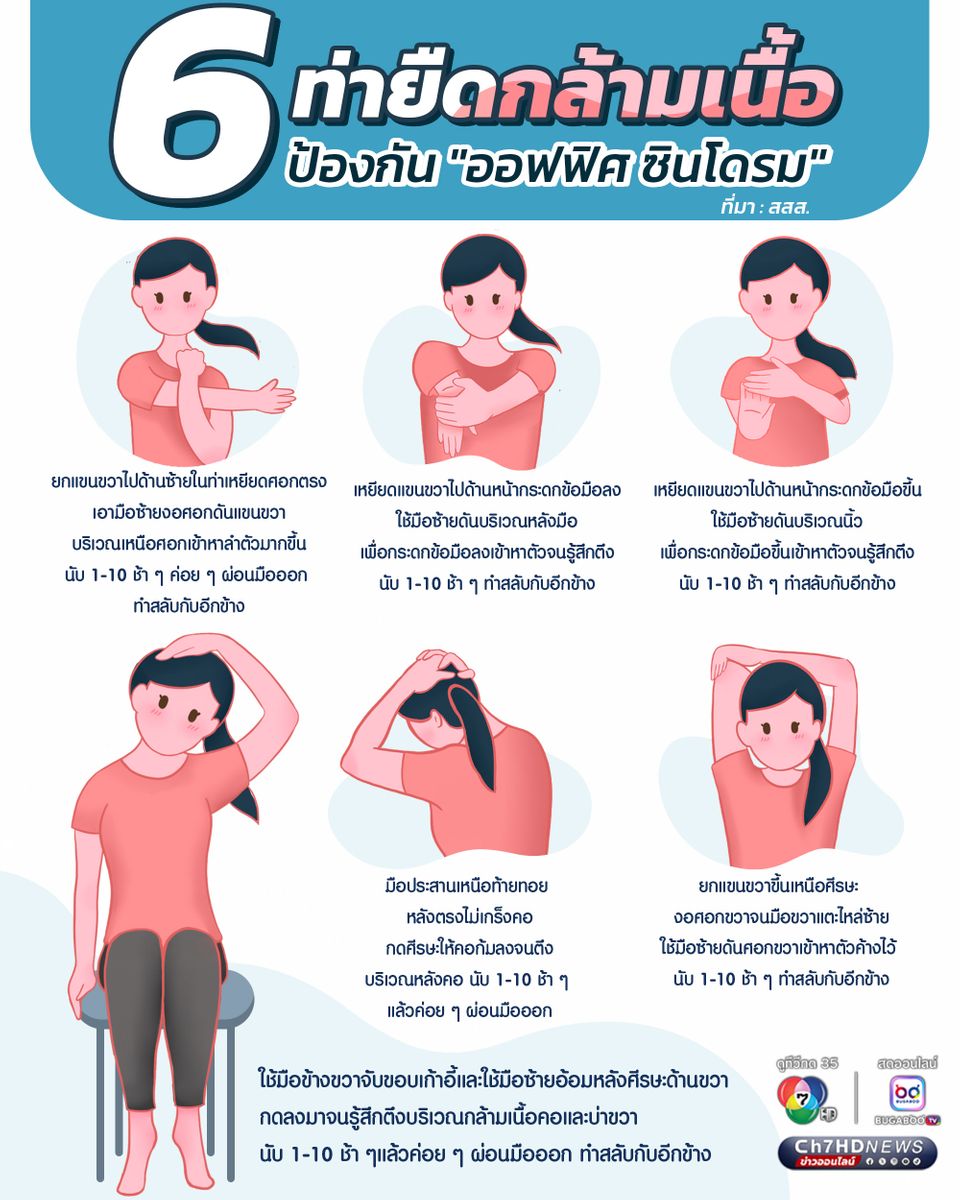 6 ท่ายืดกล้ามเนื้อ
ป้องกัน "ออฟฟิศ ซินโดรม"
ที่มา : สสส.
ยกแขนขวาไปด้านซ้ายในท่าเหยียดศอกตรง
เอามือซ้ายงอศอกดันแขนขวา
บริเวณเหนือศอกเข้าหาลำตัวมากขึ้น
นับ 1-10 ช้า ๆ ค่อย ๆ ผ่อนมือออก
ทำสลับกับอีกข้าง
เหยียดแขนขวาไปด้านหน้ากระดกข้อมือลง
ใช้มือซ้ายดันบริเวณหลังมือ
เพื่อกระดกข้อมือลงเข้าหาตัวจนรู้สึกตึง
นับ 1-10 ช้า ๆ ทำสลับกับอีกข้าง
เหยียดแขนขวาไปด้านหน้ากระดกข้อมือขึ้น
ใช้มือซ้ายดันบริเวณนิ้ว
เพื่อกระดกข้อมือขึ้นเข้าหาตัวจนรู้สึกตึง
นับ 1-10 ช้า ๆ ทำสลับกับอีกข้าง
มือประสานเหนือท้ายทอย
หลังตรงไม่เกร็งคอ
กดศีรษะให้คอก้มลงจนตึง
บริเวณหลังคอ นับ 1-10 ช้า ๆ
แล้วค่อย ๆ ผ่อนมือออก
ยกแขนขวาขึ้นเหนือศีรษะ
งอศอกขวาจนมือขวาแตะไหล่ซ้าย
ใช้มือซ้ายดันศอกขวาเข้าหาตัวค้างไว้
นับ 1-10 ช้า ๆ ทำสลับกับอีกข้าง
ใช้มือข้างขวาจับขอบเก้าอี้และใช้มือซ้ายอ้อมหลังศีรษะด้านขวา
กดลงมาจนรู้สึกตึงบริเวณกล้ามเนื้อคอและบ่าขวา
นับ 1-10 ช้า ๆแล้วค่อย ๆ ผ่อนมือออก ทำสลับกับอีกข้าง
ดูทีวีกด 35
7 HD
สดออนไลน์
BUGABOO
BUGABOO TV
Ch7HDNEWS
ข่าวออนไลน์